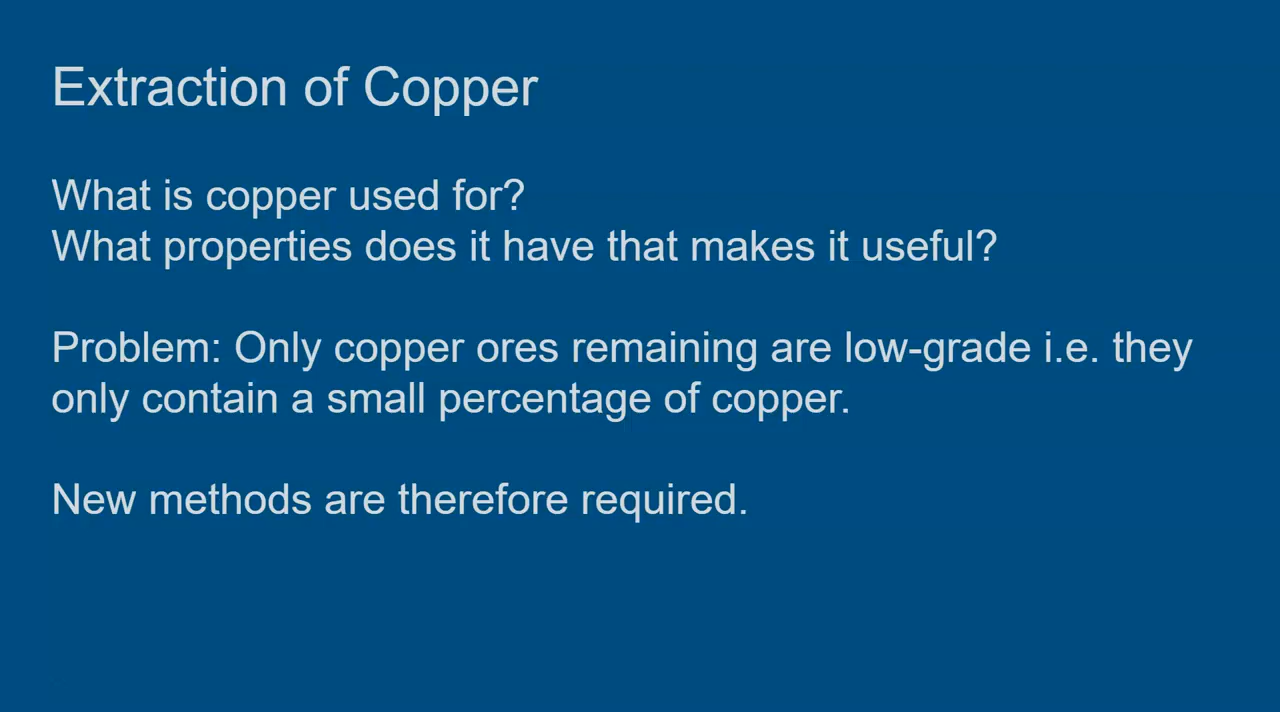 Extraction of Copper
What is copper used for?
What properties does it have that makes it useful?
Problem: Only copper ores remaining are low-grade i.e. they
only contain a small percentage of copper.
New methods are therefore required.